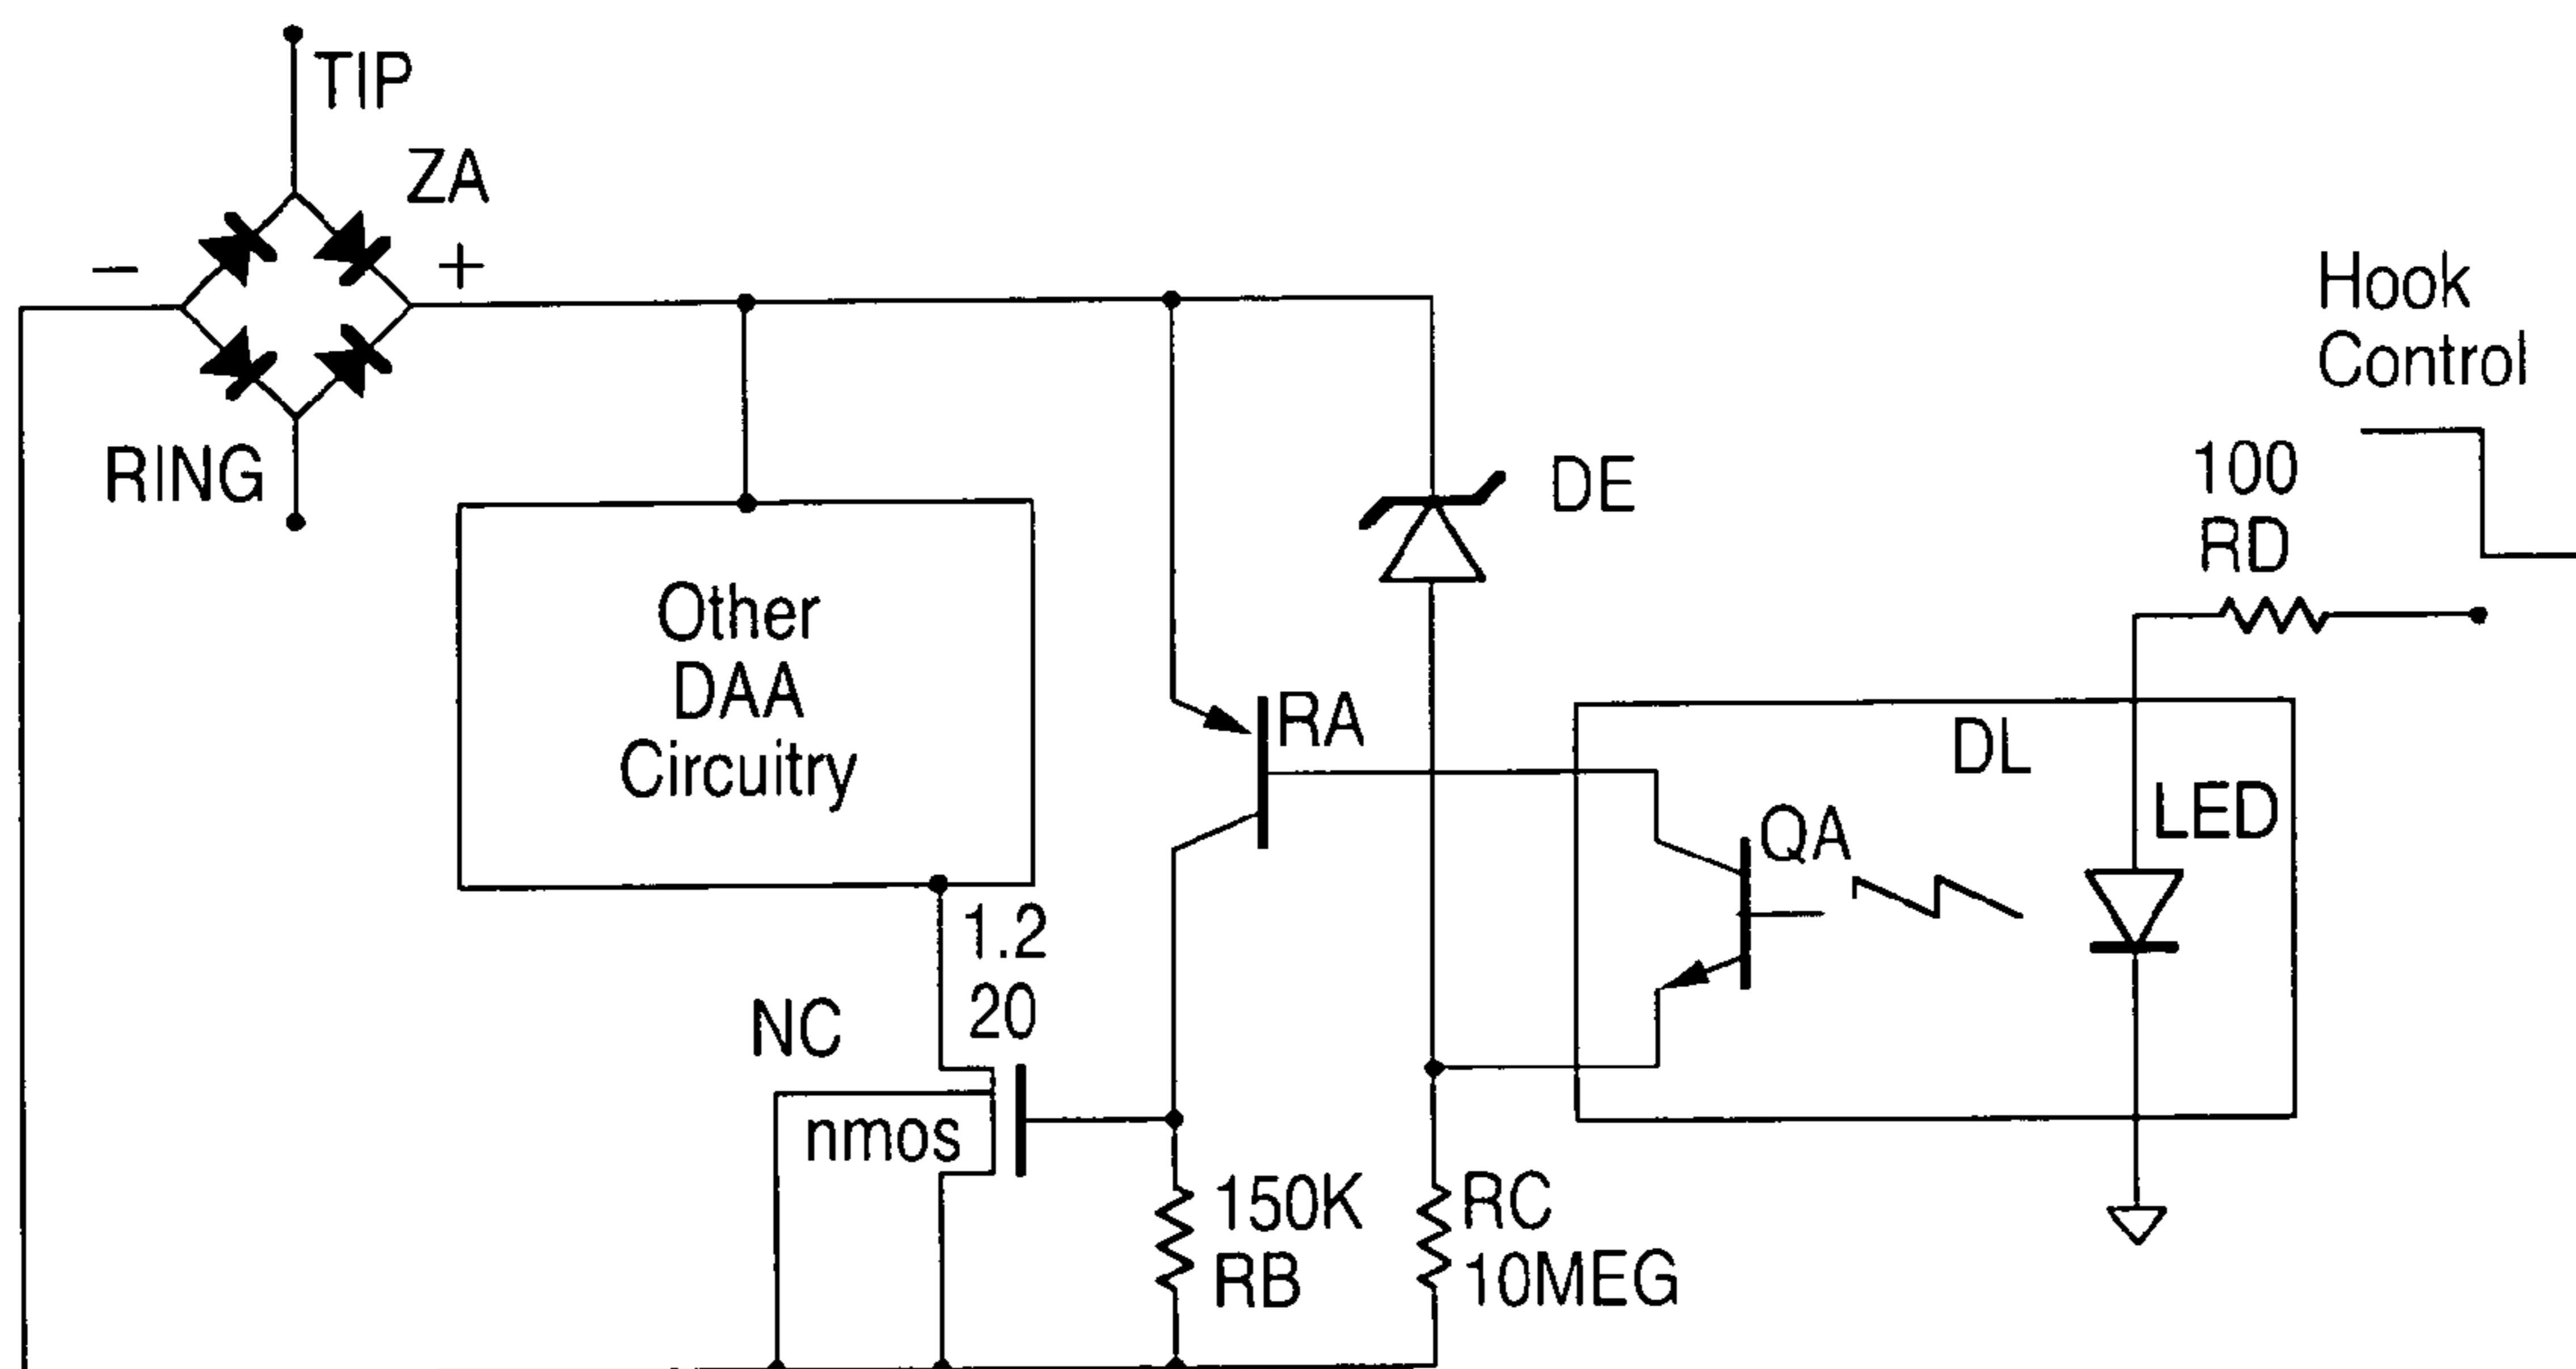 TIP
ZA
−
+
RING
Hook
Control
100
RD
DE
Other
DAA
Circuitry
RA
DL
LED
QA
1.2
20
NC
nmos
150K
RB
RC
10MEG